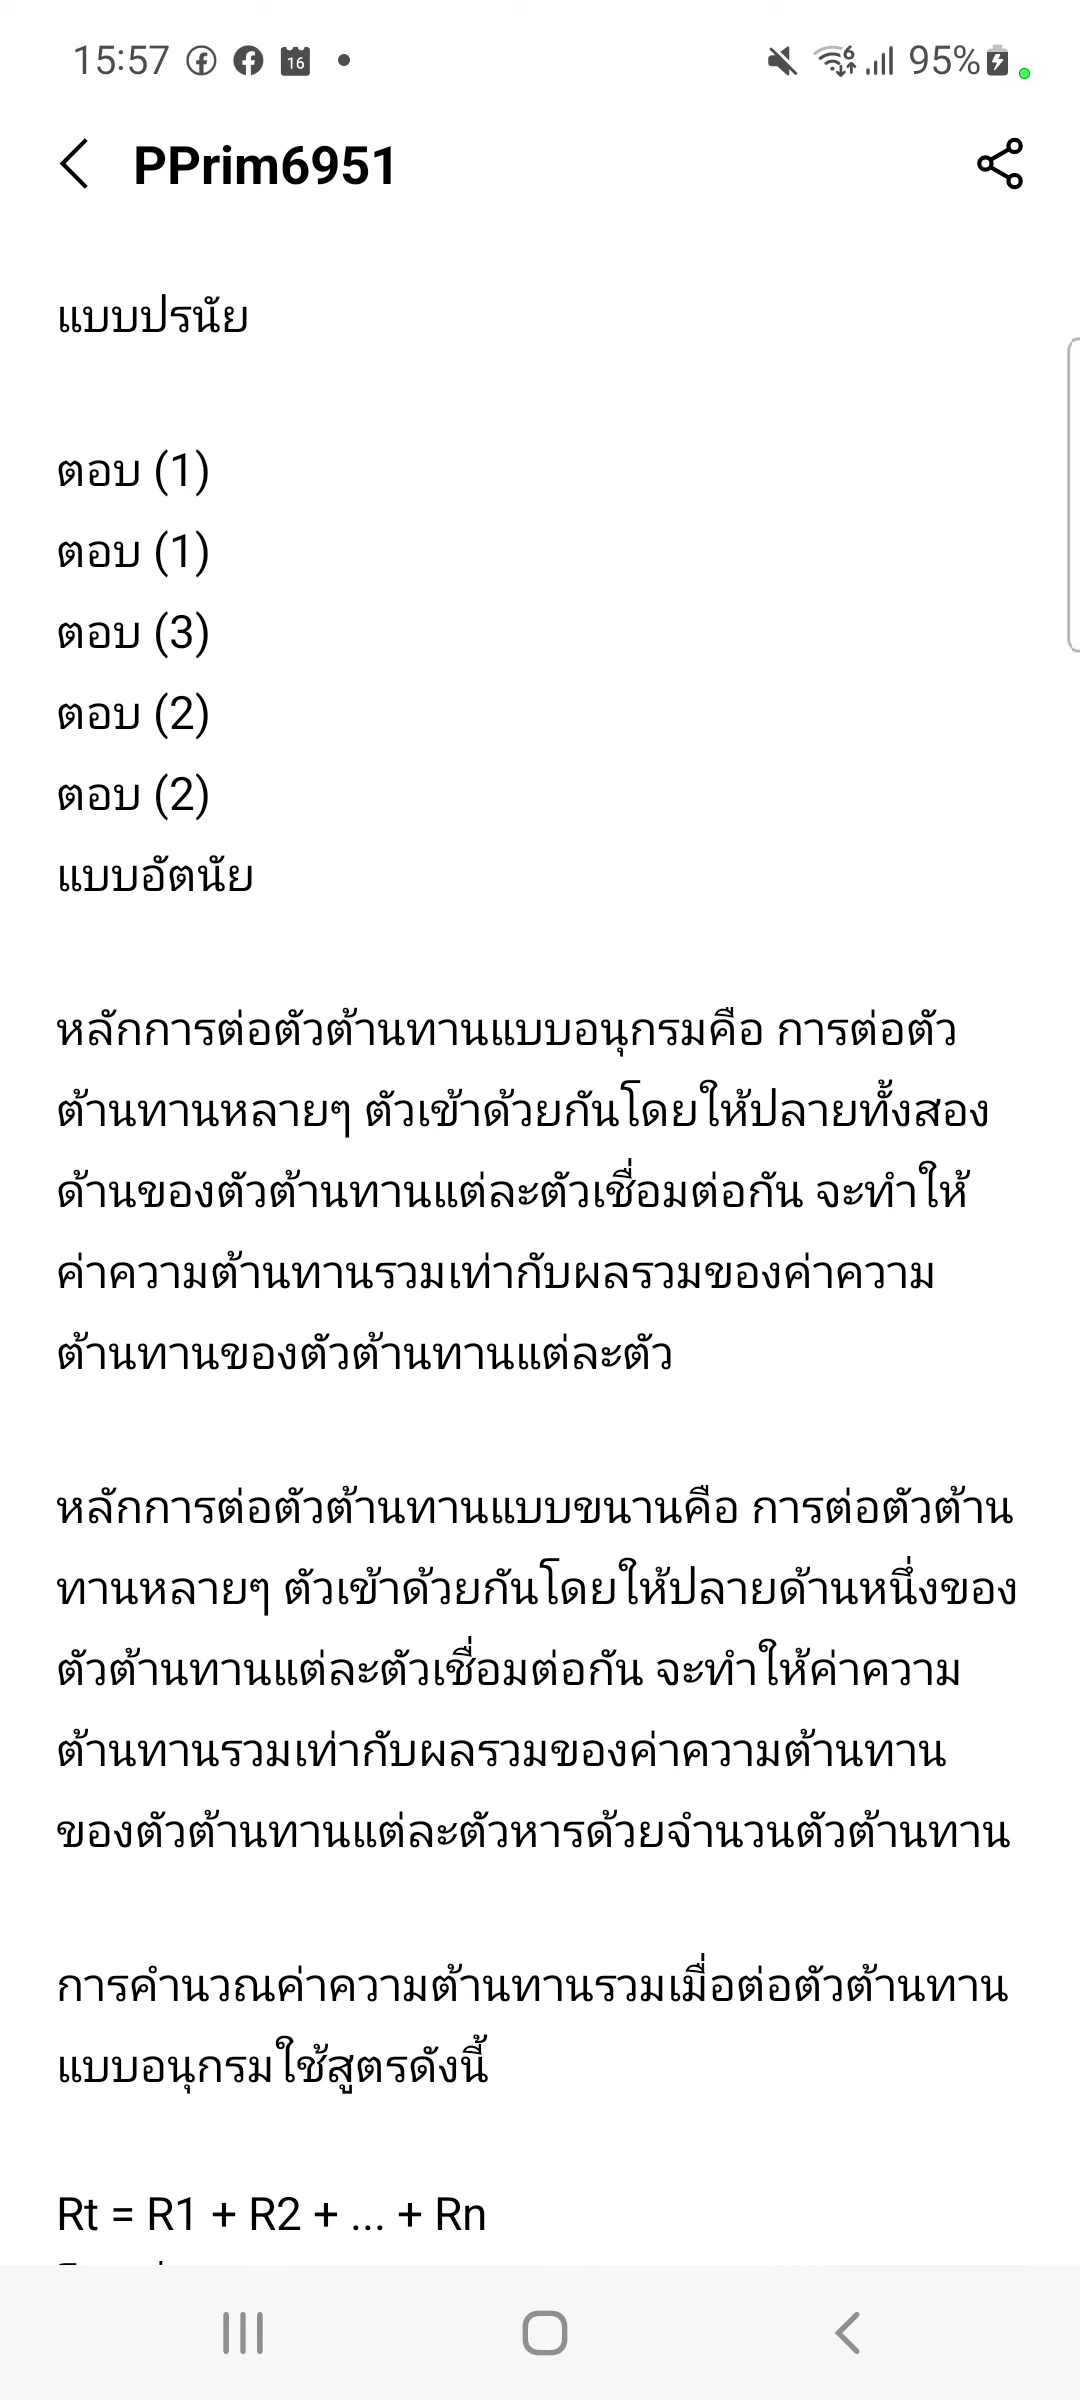 15:57 16 6 95%
PPrim6951
แบบปรนัย
ตอบ (1)
ตอบ (1)
ตอบ (3)
ตอบ (2)
ตอบ (2)
แบบอัตนัย
หลักการต่อตัวต้านทานแบบอนุกรมคือ การต่อตัว
ต้านทานหลายๆ ตัวเข้าด้วยกันโดยให้ปลายทั้งสอง
ด้านของตัวต้านทานแต่ละตัวเชื่อมต่อกัน จะทำให้
ค่าความต้านทานรวมเท่ากับผลรวมของค่าความ
ต้านทานของตัวต้านทานแต่ละตัว
หลักการต่อตัวต้านทานแบบขนานคือ การต่อตัวต้าน
ทานหลายๆ ตัวเข้าด้วยกันโดยให้ปลายด้านหนึ่งของ
ตัวต้านทานแต่ละตัวเชื่อมต่อกัน จะทำให้ค่าความ
ต้านทานรวมเท่ากับผลรวมของค่าความต้านทาน
ของตัวต้านทานแต่ละตัวหารด้วยจำนวนตัวต้านทาน
การคำนวณค่าความต้านทานรวมเมื่อต่อตัวต้านทาน
แบบอนุกรมใช้สูตรดังนี้
Rt = R1 + R2 + ... + Rn